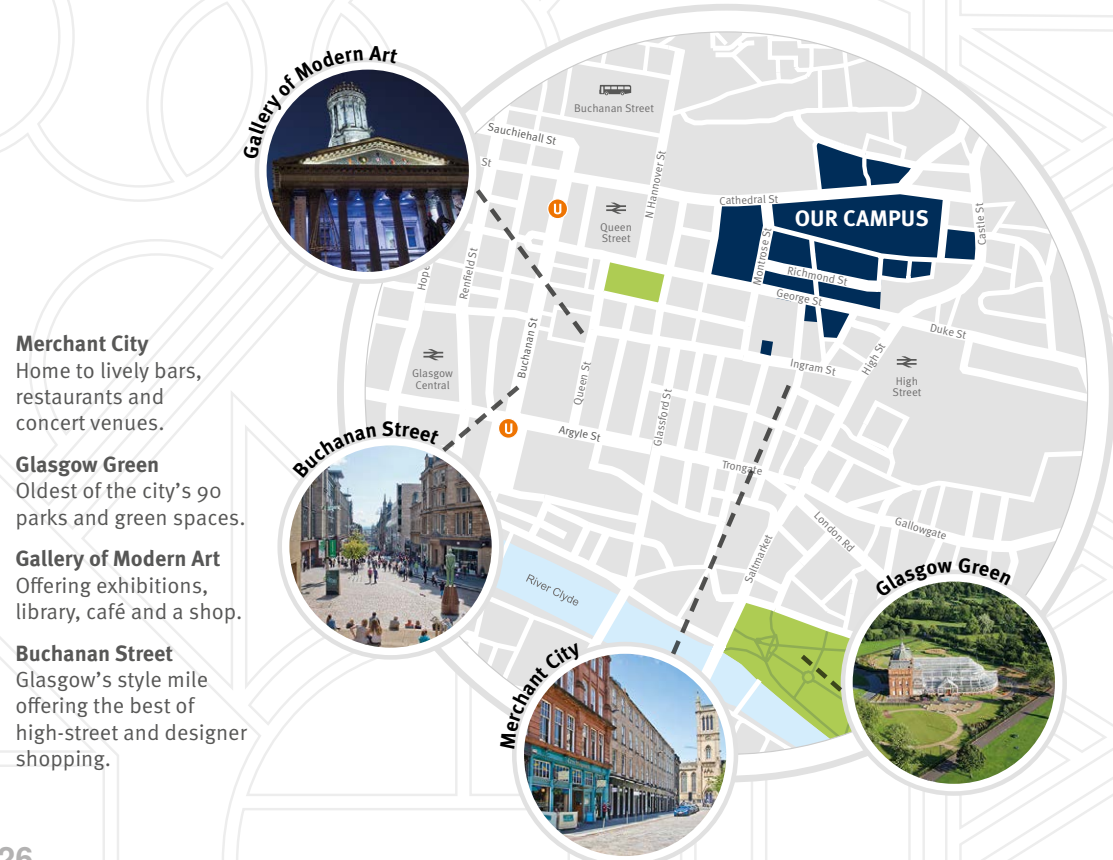 Gallery of Modern Art
Buchanan Street
Sauchiehall St
St
N Hannover St
U
Queen
Street
Cathedral St
OUR CAMPUS
Castle St
Montrose St
Richmond St
George St
Hope
Renfield St
Duke St
Buchanan St
Glasgow
Central
Queen St
Ingram St
High St
High
Street
Glassford St
U
Argyle St
Trongate
Buchanan Street
London Rd
Gallowgate
Saltmarket
River Clyde
Glasgow Green
Merchant City
Merchant City
Home to lively bars,
restaurants and
concert venues.
Glasgow Green
Oldest of the city’s 90
parks and green spaces.
Gallery of Modern Art
Offering exhibitions,
library, café and a shop.
Buchanan Street
Glasgow’s style mile
offering the best of
high-street and designer
shopping.
26